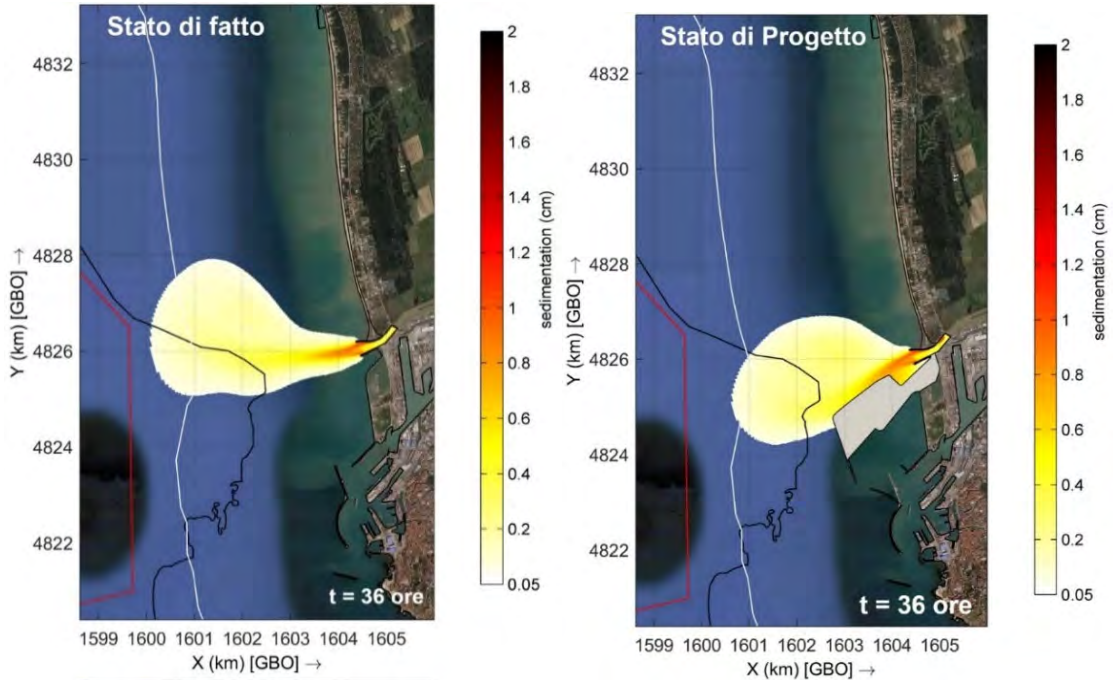 Stato di fatto
4832
4830
4828
4826
4824
4822
Y (km) [GBO] →
1599 1600 1601 1602 1603 1604 1605
X (km) [GBO] →
t = 36 ore
2
1.8
1.6
1.4
1.2
1
0.8
0.6
0.4
0.2
0.05
sedimentation (cm)
Stato di Progetto
4832
4830
4828
4826
4824
4822
Y (km) [GBO] →
1599 1600 1601 1602 1603 1604 1605
X (km) [GBO] →
t = 36 ore
2
1.8
1.6
1.4
1.2
1
0.8
0.6
0.4
0.2
0.05
sedimentation (cm)